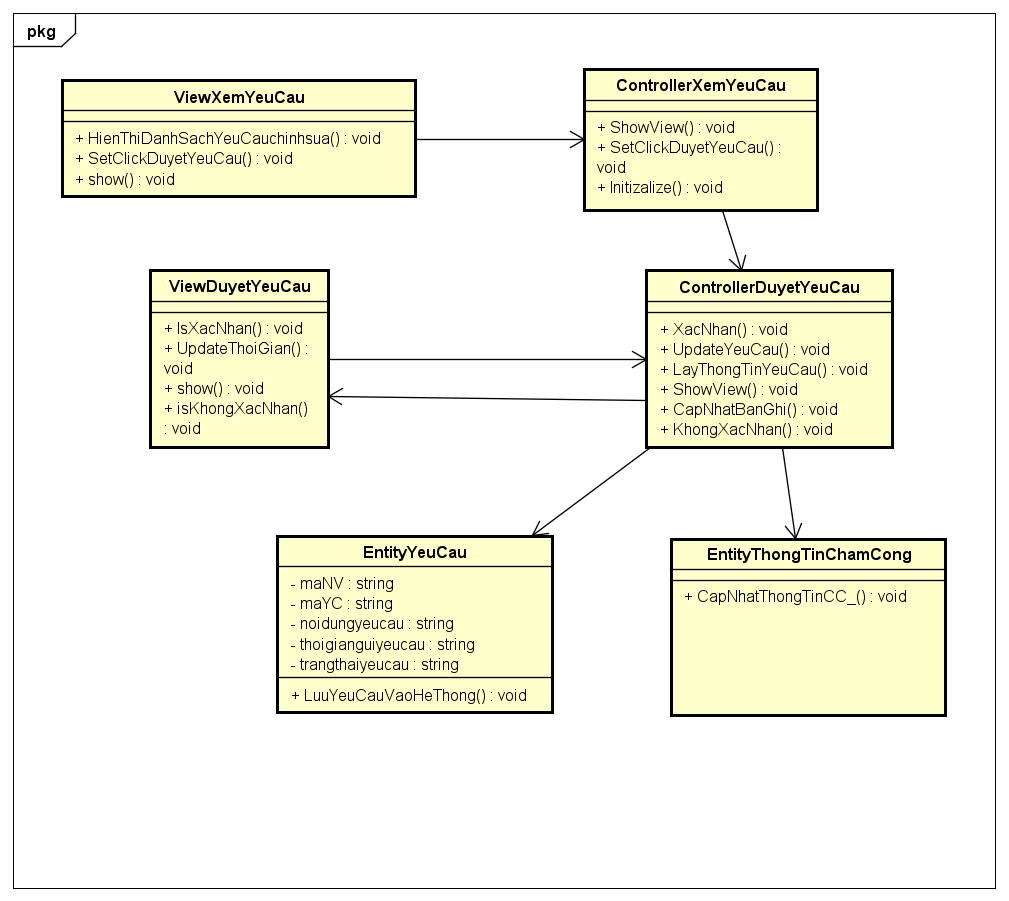 pkg
ViewXemYeuCau
+ HienThiDanhSachYeuCauchinhsua() : void
+ SetClickDuyetYeuCau() : void
+ show() : void
ControllerXemYeuCau
+ ShowView() : void
+ SetClickDuyetYeuCau() :
void
+ Initizalize() : void
ViewDuyetYeuCau
+ IsXacNhan() : void
+ UpdateThoiGian() :
void
+ show() : void
+ isKhongXacNhan()
: void
ControllerDuyetYeuCau
+ XacNhan() : void
+ UpdateYeuCau() : void
+ LayThongTinYeuCau() : void
+ ShowView() : void
+ CapNhatBanGhi() : void
+ KhongXacNhan() : void
EntityYeuCau
- maNV : string
- maYC : string
- noidungyeucau : string
- thoigianguiyeucau : string
- trangthaiyeucau : string
+ LuuYeuCauVaoHeThong() : void
EntityThongTinChamCong
+ CapNhatThongTinCC_() : void